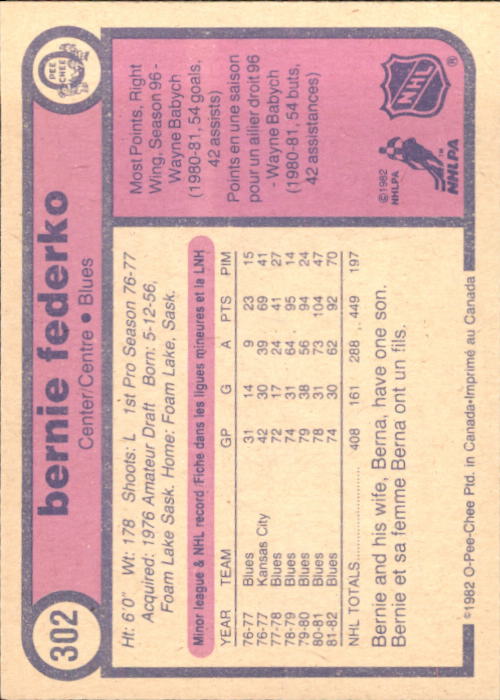 302
bernie federko
Center/Centre • Blues
O PEE CHEE
Ht: 6'0" Wt: 178 Shoots: L 1st Pro Season 76-77
Acquired: 1976 Amateur Draft Born: 5-12-56,
Foam Lake Sask. Home: Foam Lake, Sask.
Minor league & NHL record/Fiche dans les ligues mineures et la LNH
YEAR TEAM GP G A PTS PIM
76-77 Blues 31 14 9 23 15
76-77 Kansas City 42 30 39 69 41
77-78 Blues 72 17 24 41 27
78-79 Blues 74 31 64 95 14
79-80 Blues 79 38 56 94 24
80-81 Blues 78 31 73 104 47
81-82 Blues 74 30 62 92 70
NHL TOTALS........... 408 161 288 .. 449 197
Bernie and his wife, Berna, have one son.
Bernie et sa femme Berna ont un fils.
Most Points, Right
Wing, Season 96 -
Wayne Babych
(1980-81, 54 goals,
42 assists)
Points en une saison
pour un ailier droit 96
- Wayne Babych
(1980-81, 54 buts,
42 assistances)
©1982
NHLPA
NHLPA
TM
NHL
®
©1982 O-Pee-Chee Ptd. in Canada•Imprimé au Canada